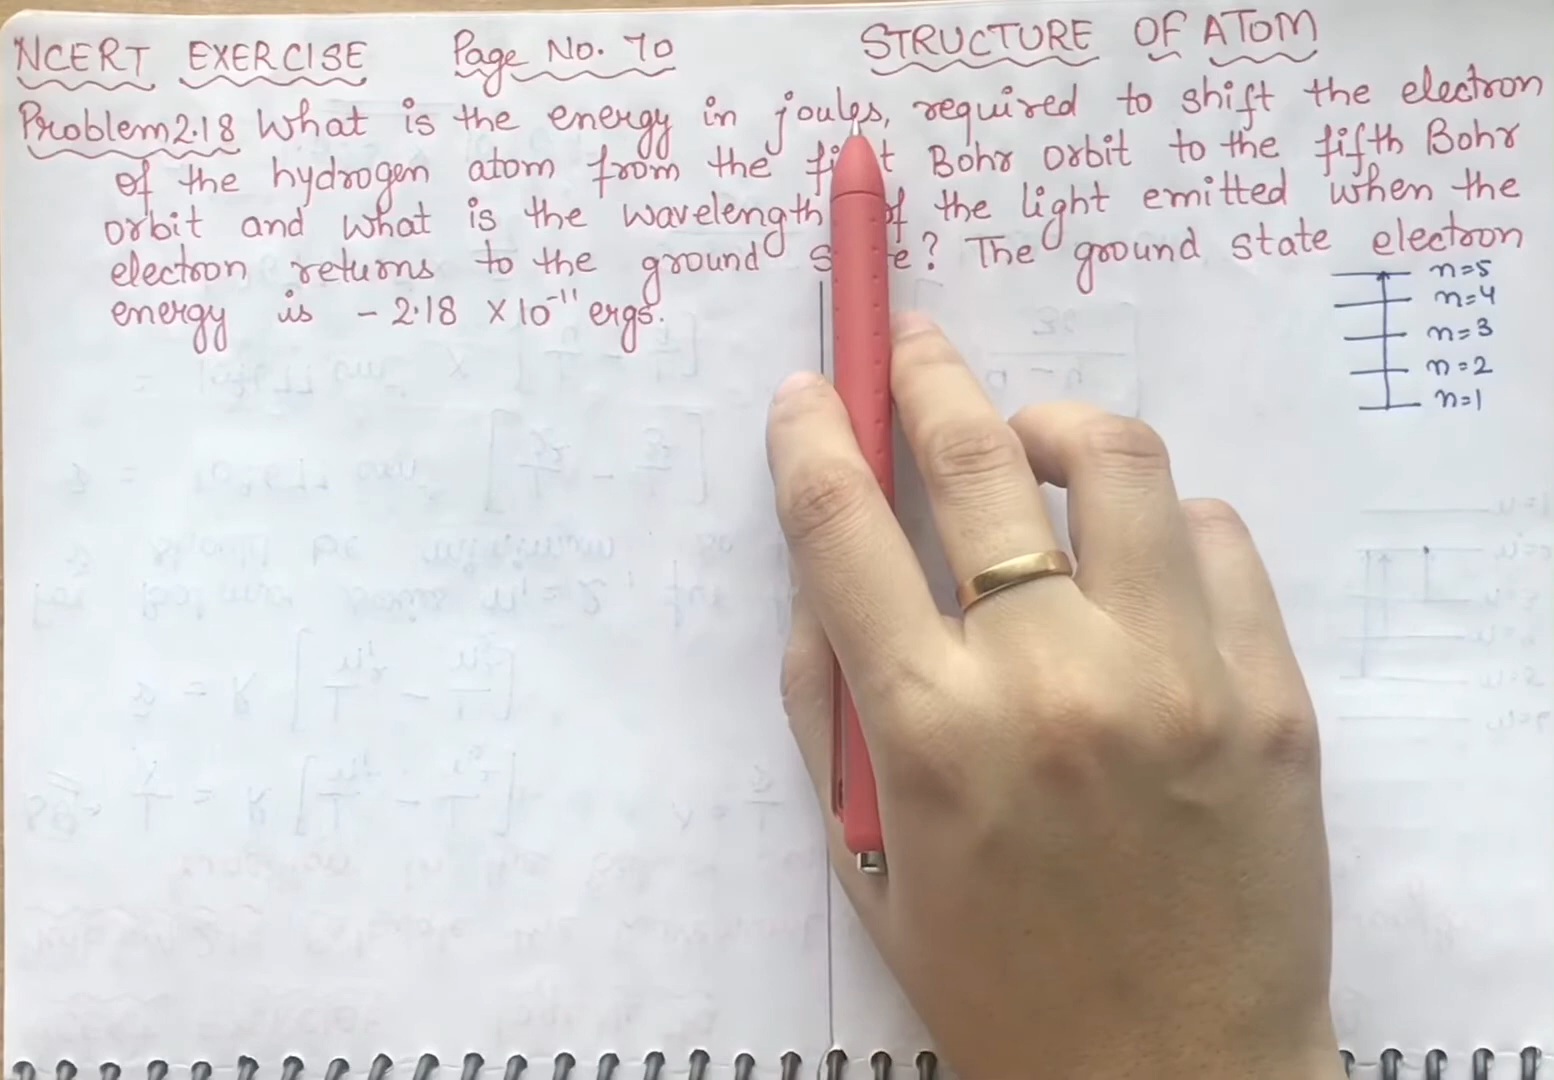 NCERT EXERCISE Page No. 70 STRUCTURE OF ATOM
Problem 2.18 What is the energy in joules, required to shift the electron
of the hydrogen atom from the Bohr orbit to the fifth Bohr
orbit and what is the wavelength of the light emitted when the
electron returns to the ground ? The ground state electron
energy is - 2.18 × 10⁻¹¹ ergs.
n=5
n=4
n=3
n=2
n=1